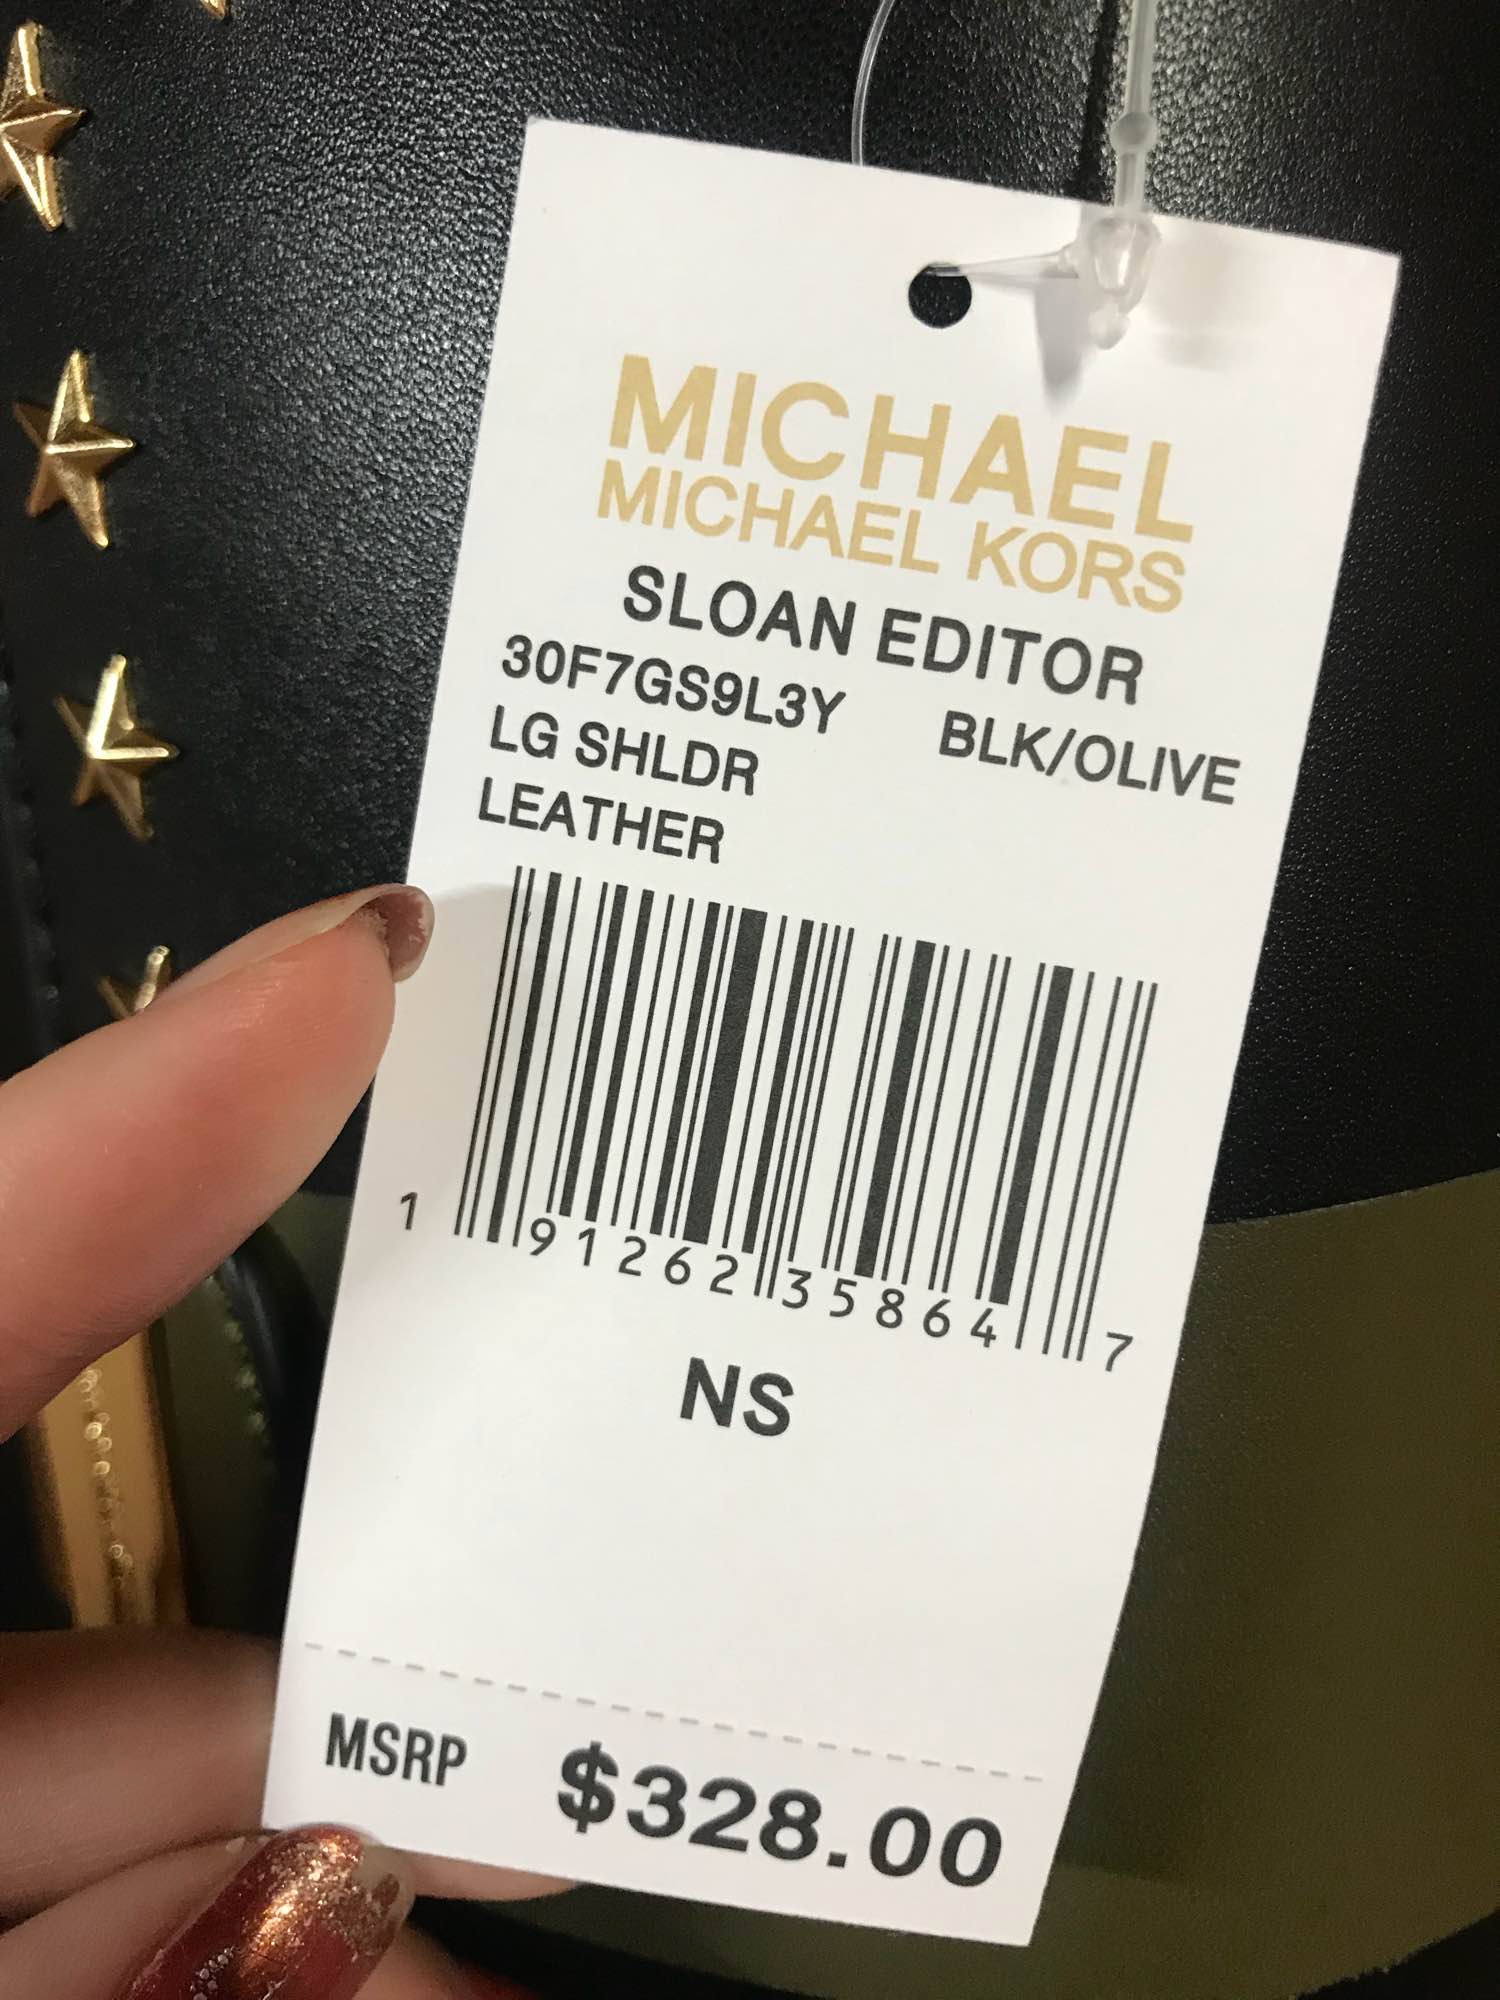 MICHAEL
MICHAEL KORS
SLOAN EDITOR
30F7GS9L3Y BLK/OLIVE
LG SHLDR
LEATHER
1 91262 35864 7
NS
MSRP $328.00